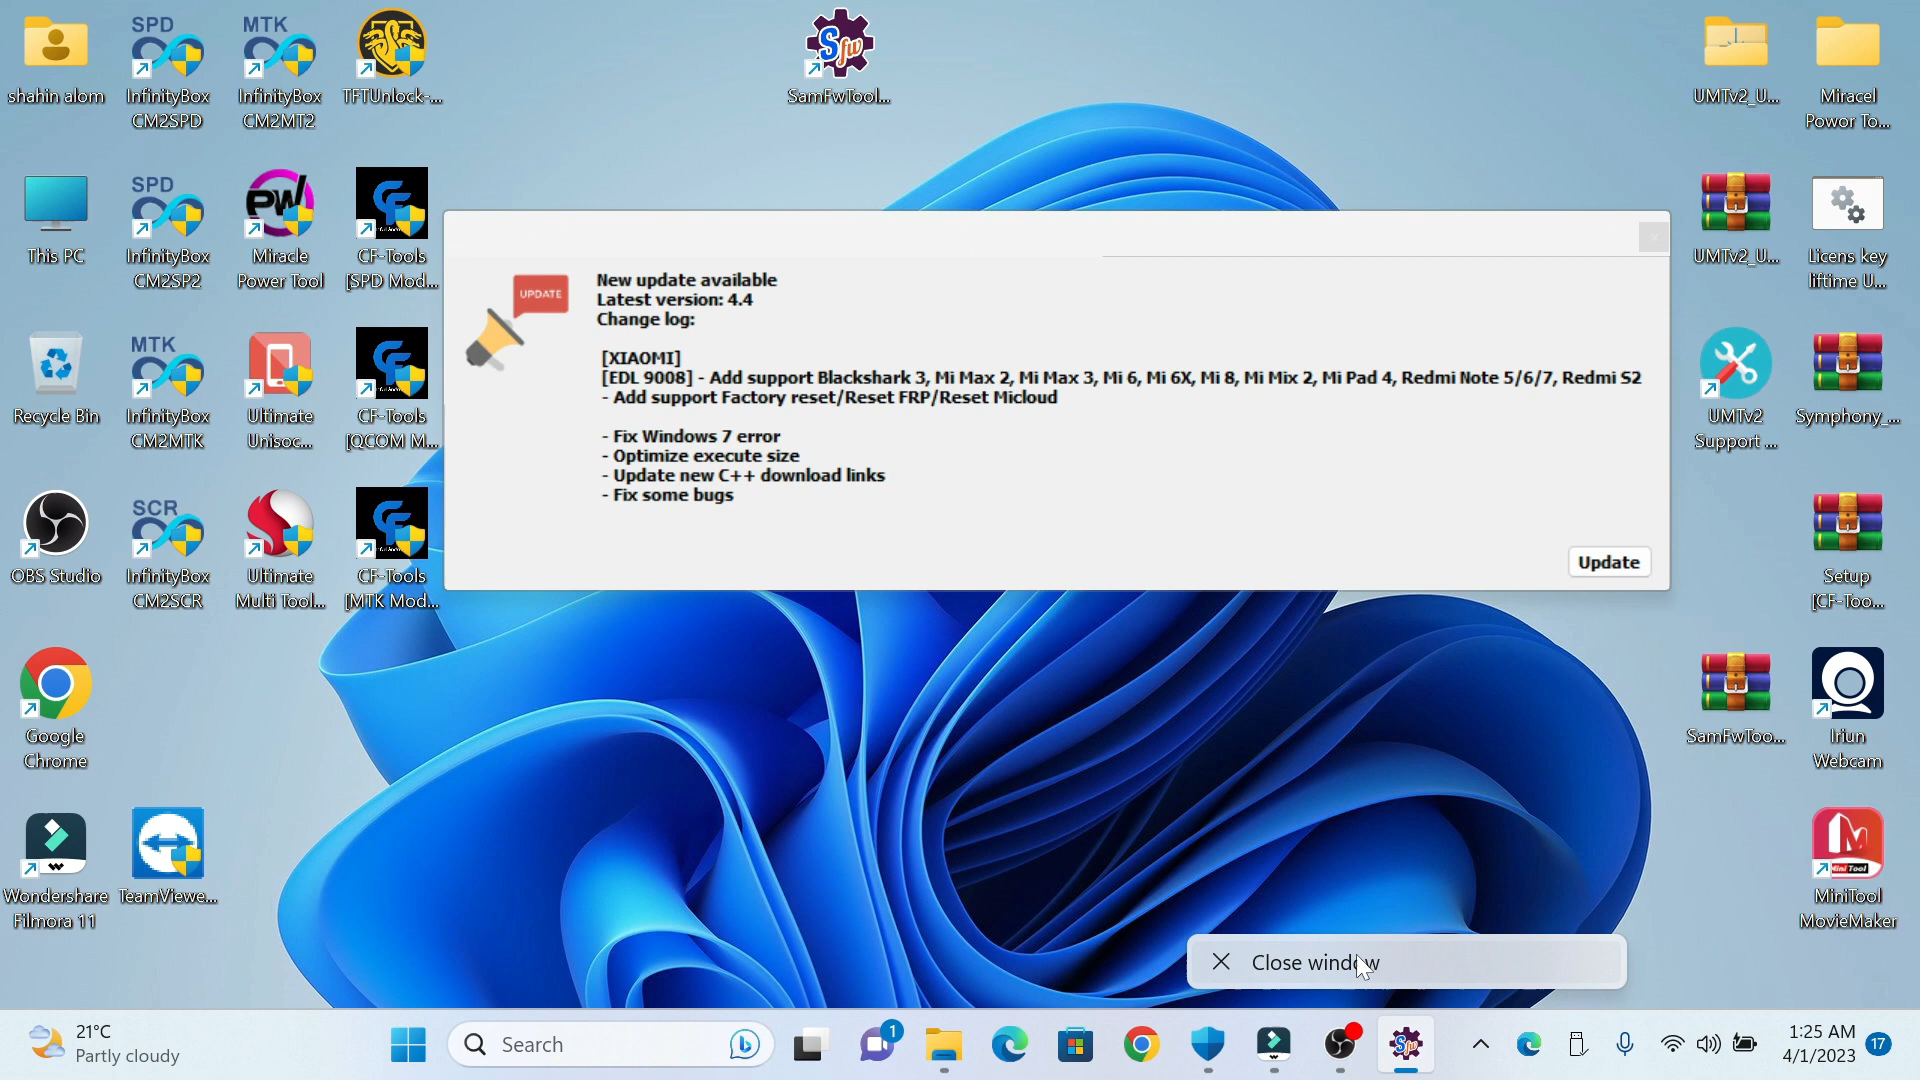 shahin alom
SPD
InfinityBox
CM2SPD
MTK
InfinityBox
CM2MT2
TFTUnlock-...
Sfw
SamFwTool...
UMTv2_U...
Miracel
Powor To...
This PC
SPD
InfinityBox
CM2SP2
PW
Miracle
Power Tool
CF-Tools
[SPD Mod...
UMTv2_U...
Licens key
liftime U...
Recycle Bin
MTK
InfinityBox
CM2MTK
Ultimate
Unisoc...
CF-Tools
[QCOM M...
UMTv2
Support ...
Symphony_...
OBS Studio
SCR
InfinityBox
CM2SCR
Ultimate
Multi Tool...
CF-Tools
[MTK Mod...
Setup
[CF-Too...
Google
Chrome
SamFwToo...
Iriun
Webcam
Wondershare
Filmora 11
TeamViewe...
Mini Tool
MiniTool
MovieMaker
UPDATE
New update available
Latest version: 4.4
Change log:
[XIAOMI]
[EDL 9008] - Add support Blackshark 3, Mi Max 2, Mi Max 3, Mi 6, Mi 6X, Mi 8, Mi Mix 2, Mi Pad 4, Redmi Note 5/6/7, Redmi S2
- Add support Factory reset/Reset FRP/Reset Micloud
- Fix Windows 7 error
- Optimize execute size
- Update new C++ download links
- Fix some bugs
Update
Close window
21°C
Partly cloudy
Search
1
Sfw
1:25 AM
4/1/2023
17